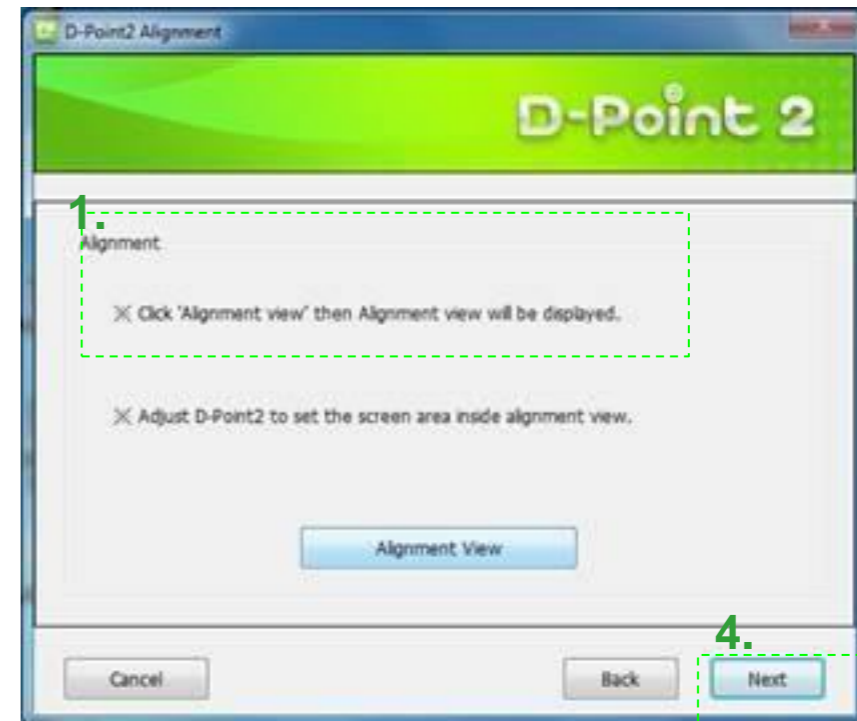 D-Point2 Alignment
D-Point 2
1.
Alignment
※ Click 'Alignment view' then Alignment view will be displayed.
※ Adjust D-Point2 to set the screen area inside alignment view.
Alignment View
4.
Cancel
Back
Next